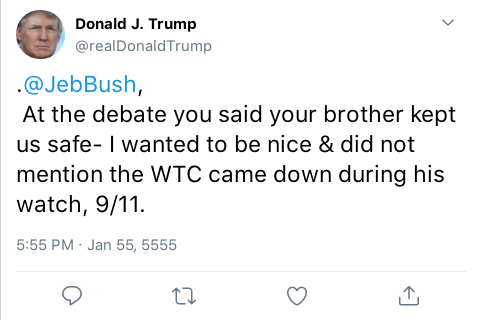 Donald J. Trump
@realDonaldTrump
.@JebBush,
At the debate you said your brother kept
us safe- I wanted to be nice & did not
mention the WTC came down during his
watch, 9/11.
5:55 PM · Jan 55, 5555